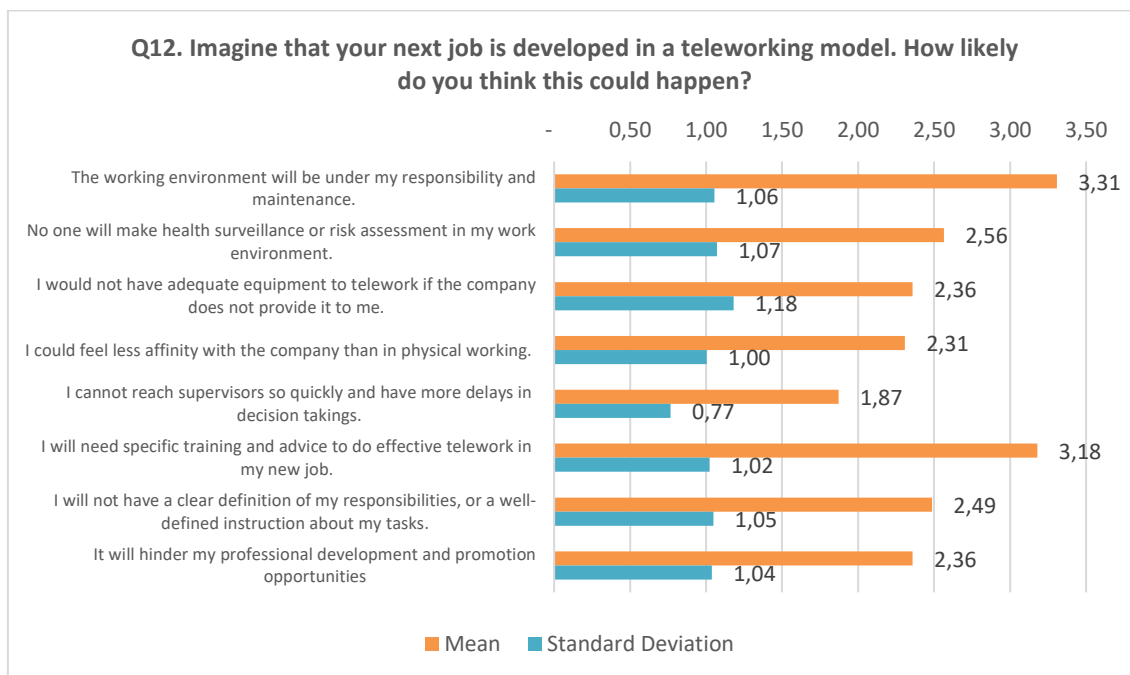 Q12. Imagine that your next job is developed in a teleworking model. How likely
do you think this could happen?
- 0,50 1,00 1,50 2,00 2,50 3,00 3,50
The working environment will be under my responsibility and
maintenance.
3,31
1,06
No one will make health surveillance or risk assessment in my work
environment.
2,56
1,07
I would not have adequate equipment to telework if the company
does not provide it to me.
2,36
1,18
I could feel less affinity with the company than in physical working.
2,31
1,00
I cannot reach supervisors so quickly and have more delays in
decision takings.
1,87
0,77
I will need specific training and advice to do effective telework in
my new job.
3,18
1,02
I will not have a clear definition of my responsibilities, or a well-
defined instruction about my tasks.
2,49
1,05
It will hinder my professional development and promotion
opportunities
2,36
1,04
Mean Standard Deviation